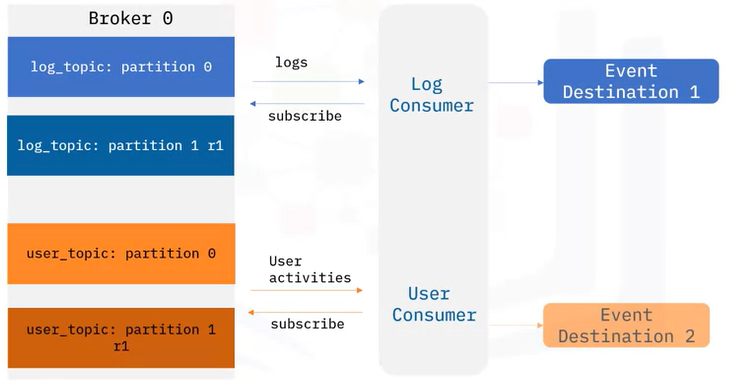 Broker 0
log_topic: partition 0
log_topic: partition 1 r1
user_topic: partition 0
user_topic: partition 1
r1
logs
subscribe
User
activities
subscribe
Log
Consumer
User
Consumer
Event
Destination 1
Event
Destination 2